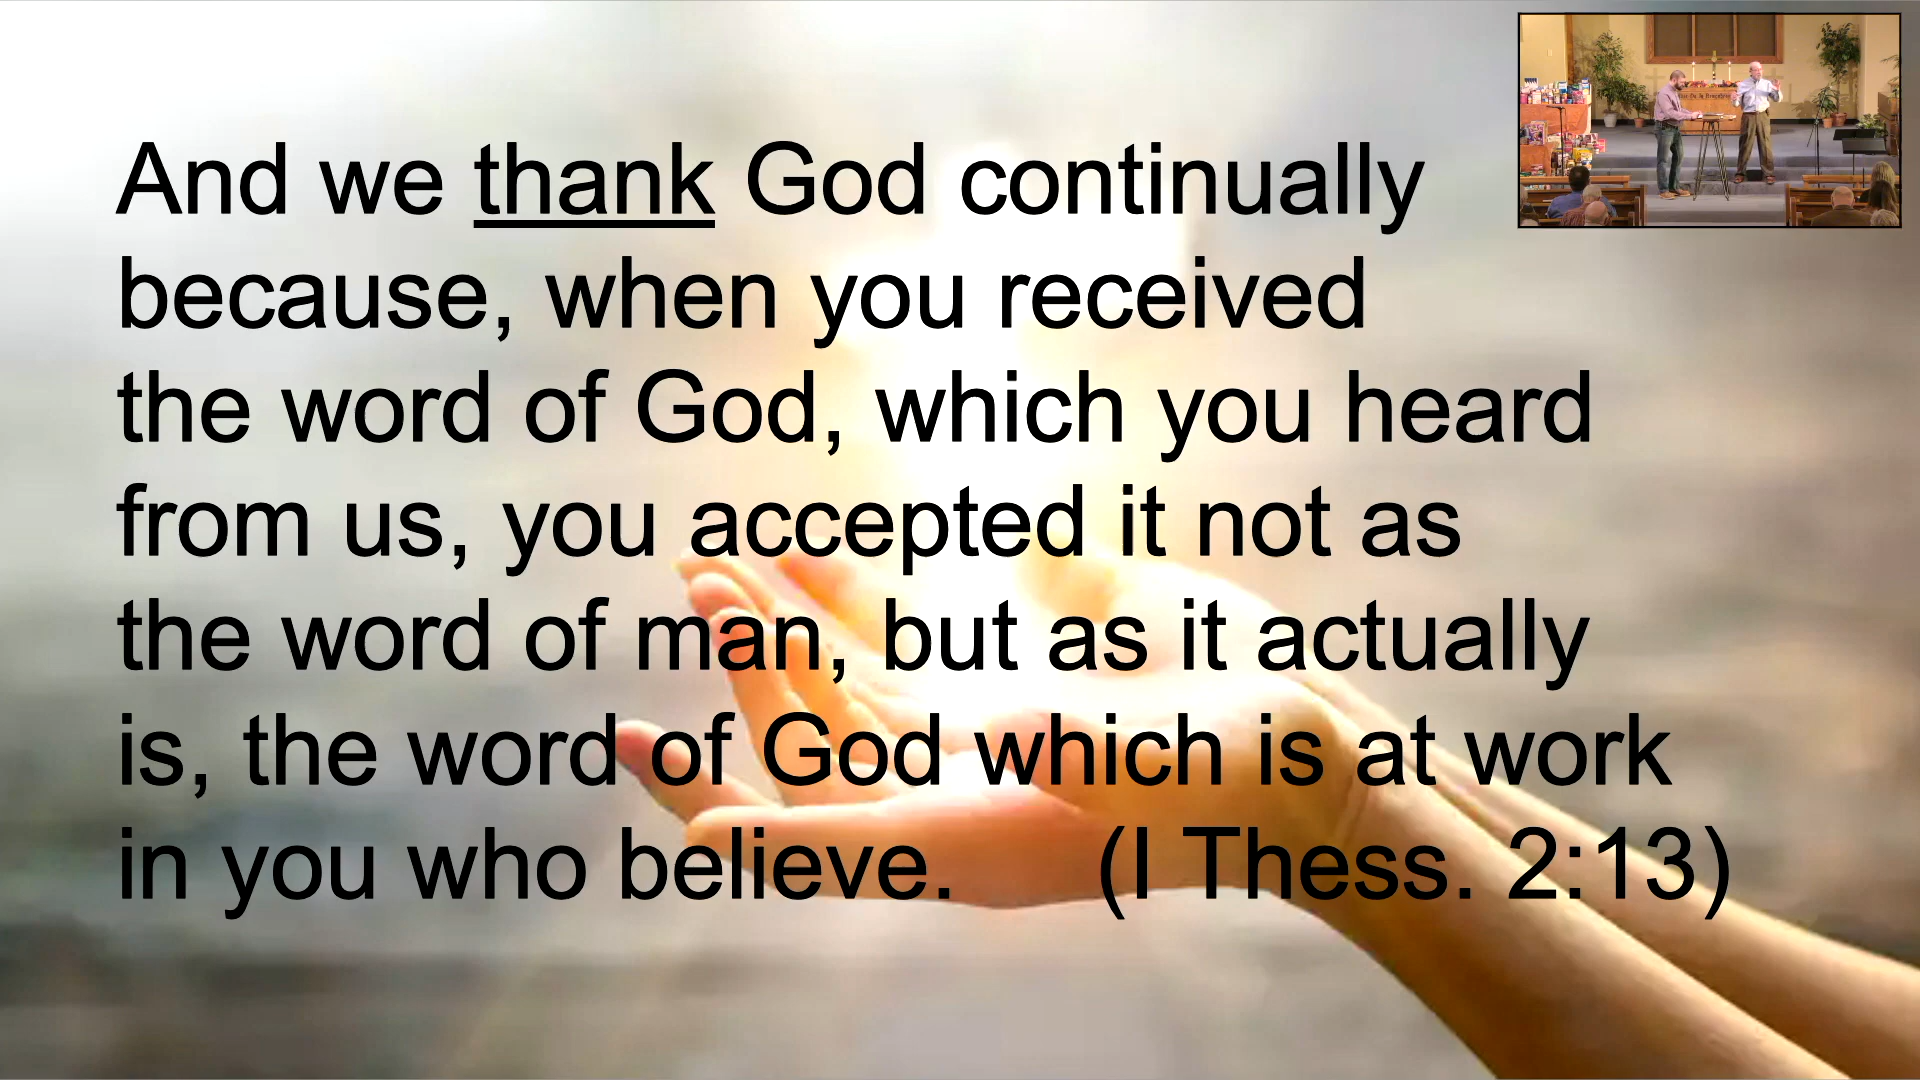 And we thank God continually
because, when you received
the word of God, which you heard
from us, you accepted it not as
the word of man, but as it actually
is, the word of God which is at work
in you who believe. (I Thess. 2:13)